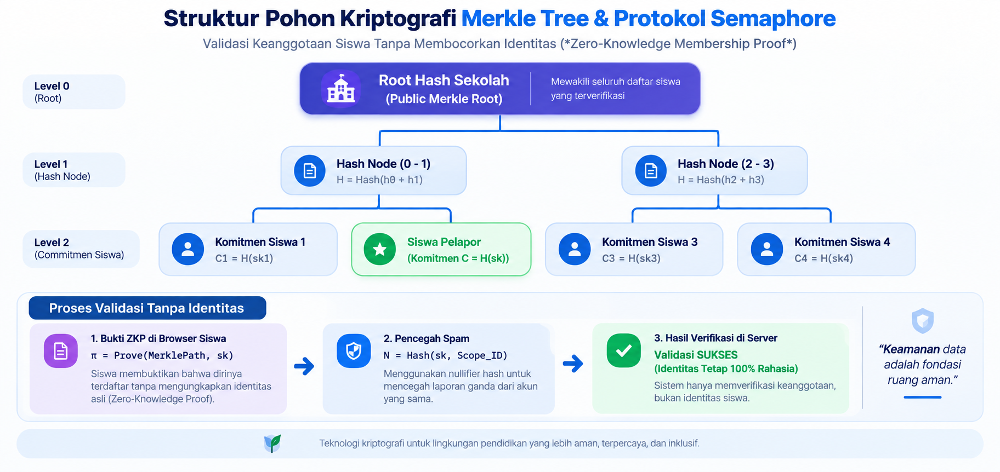 Struktur Pohon Kriptografi Merkle Tree & Protokol Semaphore
Validasi Keanggotaan Siswa Tanpa Membocorkan Identitas (*Zero-Knowledge Membership Proof*)
Level 0
(Root)
Root Hash Sekolah
(Public Merkle Root)
Mewakili seluruh daftar siswa
yang terverifikasi
Level 1
(Hash Node)
Hash Node (0 - 1)
H = Hash(h0 + h1)
Hash Node (2 - 3)
H = Hash(h2 + h3)
Level 2
(Commitmen Siswa)
Komitmen Siswa 1
C1 = H(sk1)
Siswa Pelapor
(Komitmen C = H(sk))
Komitmen Siswa 3
C3 = H(sk3)
Komitmen Siswa 4
C4 = H(sk4)
Proses Validasi Tanpa Identitas
1. Bukti ZKP di Browser Siswa
π = Prove(MerklePath, sk)
Siswa membuktikan bahwa dirinya
terdaftar tanpa mengungkapkan identitas
asli (Zero-Knowledge Proof).
2. Pencegah Spam
N = Hash(sk, Scope_ID)
Menggunakan nullifier hash untuk
mencegah laporan ganda dari akun
yang sama.
3. Hasil Verifikasi di Server
Validasi SUKSES
(Identitas Tetap 100% Rahasia)
Sistem hanya memverifikasi keanggotaan,
bukan identitas siswa.
“Keamanan data
adalah fondasi
ruang aman.”
Teknologi kriptografi untuk lingkungan pendidikan yang lebih aman, terpercaya, dan inklusif.